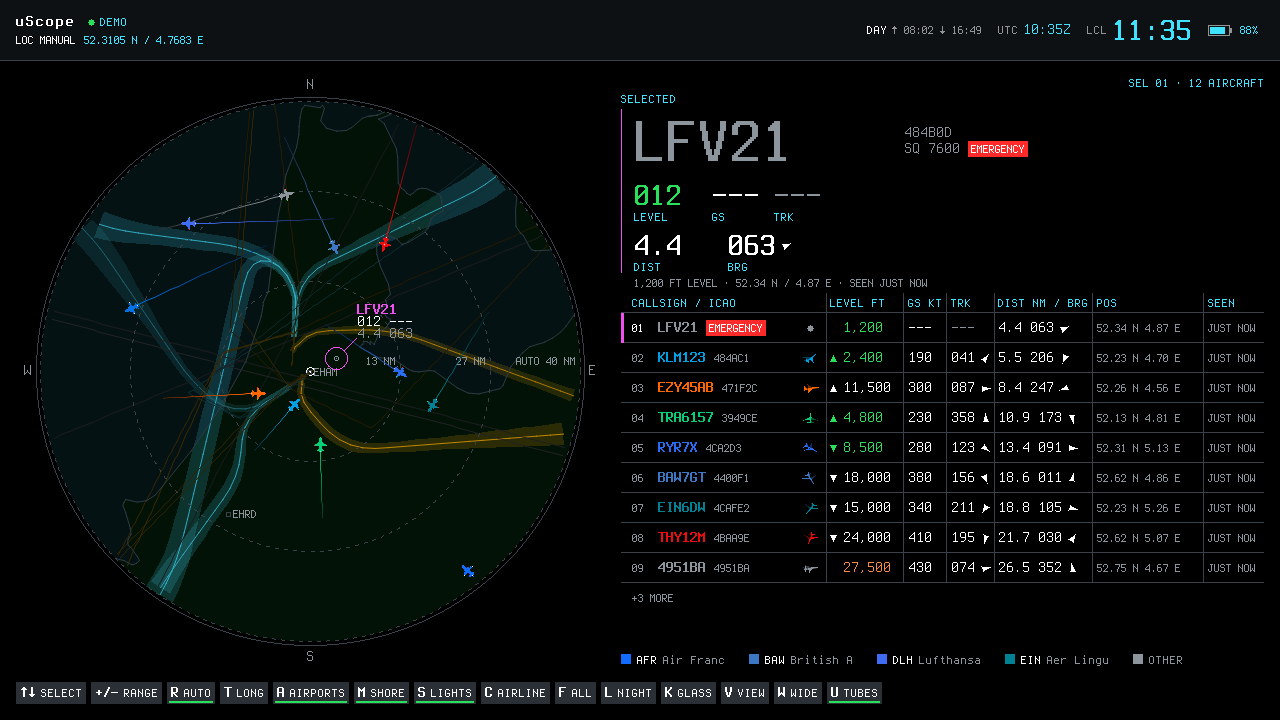 uScope DEMO
LOC MANUAL 52.3105 N / 4.7683 E
DAY ↑ 08:02 ↓ 16:49 UTC 10:35Z LCL 11:35 88%
SEL 01 · 12 AIRCRAFT
SELECTED
LFV21
484B0D
SQ 7600 EMERGENCY
012 --- ---
LEVEL GS TRK
4.4 063
DIST BRG
1,200 FT LEVEL · 52.34 N / 4.87 E · SEEN JUST NOW
CALLSIGN / ICAO LEVEL FT GS KT TRK DIST NM / BRG POS SEEN
01 LFV21 EMERGENCY 1,200 --- --- 4.4 063 52.34 N 4.87 E JUST NOW
02 KLM123 484AC1 ▲ 2,400 190 041 5.5 206 52.23 N 4.70 E JUST NOW
03 EZY45AB 471F2C ▲ 11,500 300 087 8.4 247 52.26 N 4.56 E JUST NOW
04 TRA6157 3949CE ▲ 4,800 230 358 10.9 173 52.13 N 4.81 E JUST NOW
05 RYR7X 4CA2D3 ▼ 8,500 280 123 13.4 091 52.31 N 5.13 E JUST NOW
06 BAW7GT 4400F1 ▼ 18,000 380 156 18.6 011 52.62 N 4.86 E JUST NOW
07 EIN6DW 4CAFE2 ▼ 15,000 340 211 18.8 105 52.23 N 5.26 E JUST NOW
08 THY12M 4BAA9E ▼ 24,000 410 195 21.7 030 52.62 N 5.07 E JUST NOW
09 4951BA 4951BA 27,500 430 074 26.5 352 52.75 N 4.67 E JUST NOW
+3 MORE
AFR Air Franc BAW British A DLH Lufthansa EIN Aer Lingu OTHER
N
W
E
S
LFV21
012 ---
4.4 063
13 NM 27 NM AUTO 40 NM
EHAM
EHRD
↑↓ SELECT +/- RANGE R AUTO T LONG A AIRPORTS M SHORE S LIGHTS C AIRLINE F ALL L NIGHT K GLASS V VIEW W WIDE U TUBES